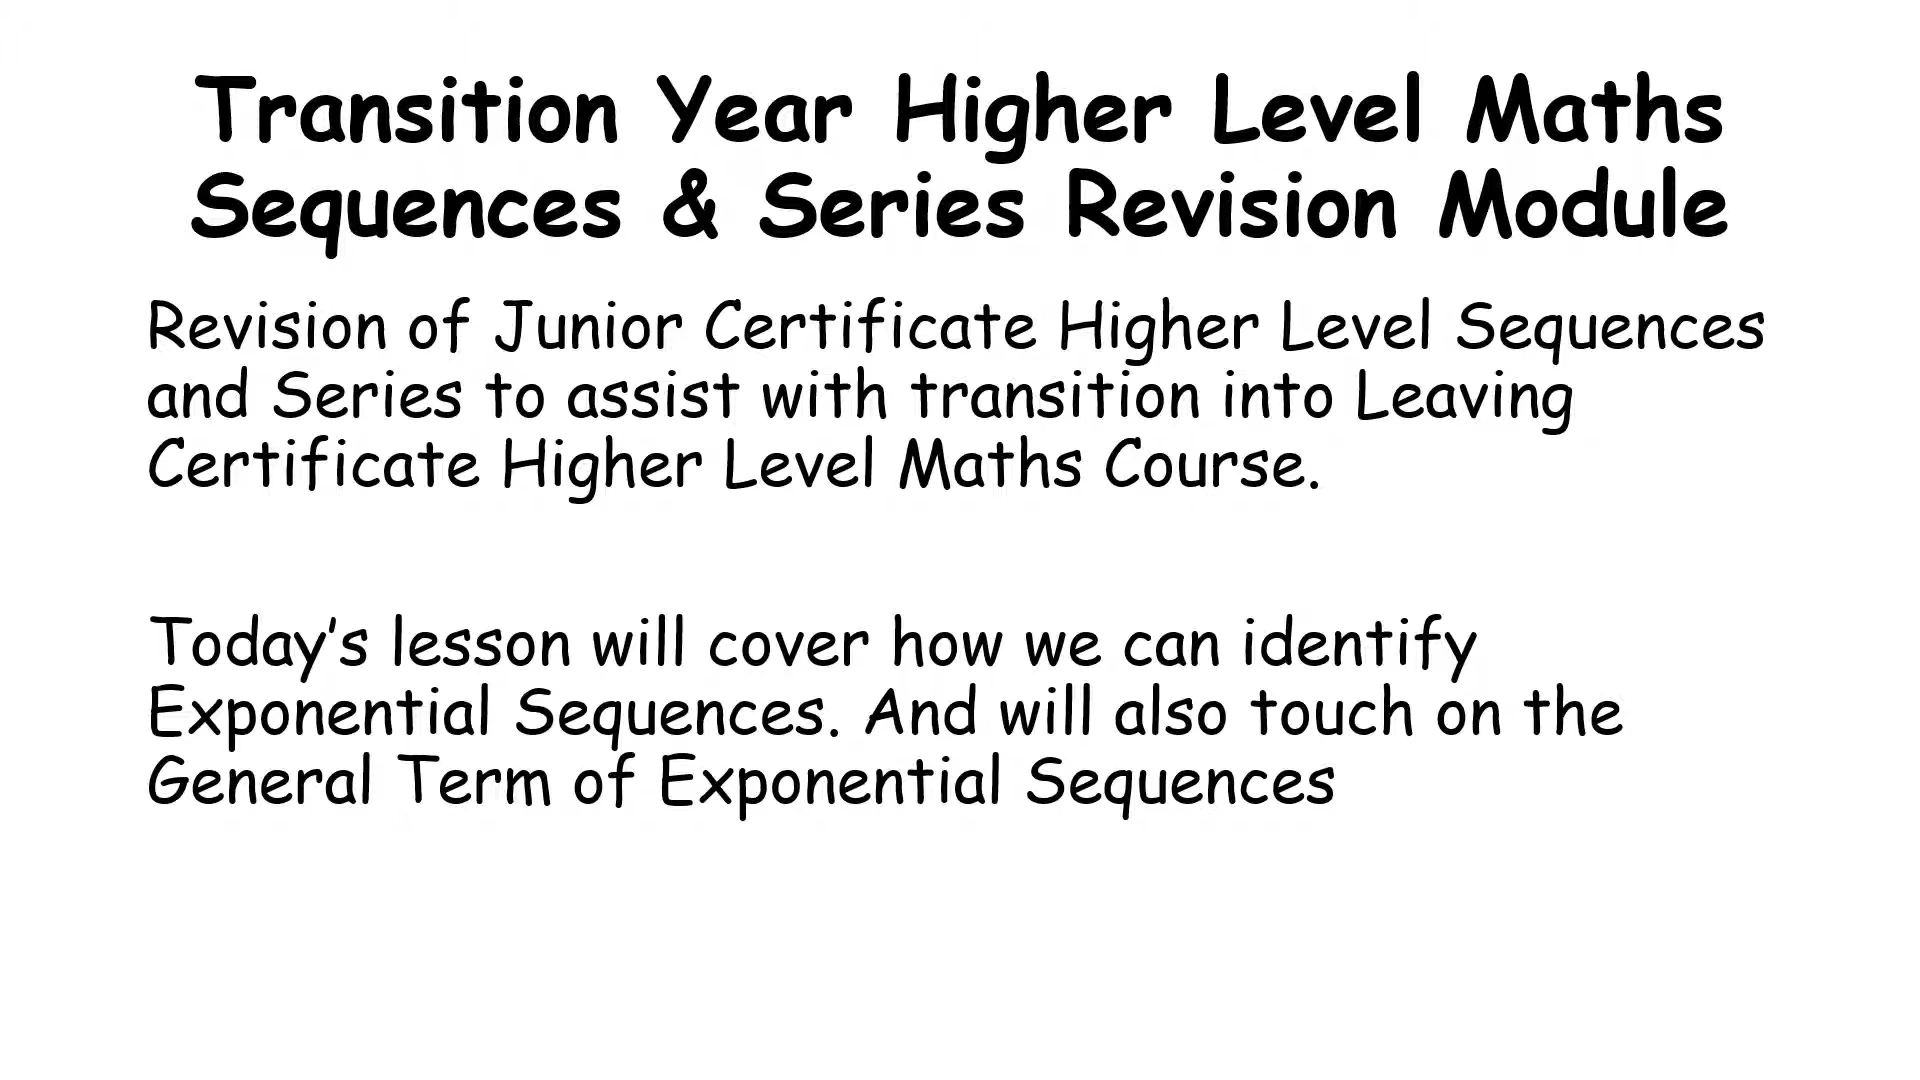 Transition Year Higher Level Maths
Sequences & Series Revision Module
Revision of Junior Certificate Higher Level Sequences
and Series to assist with transition into Leaving
Certificate Higher Level Maths Course.
Today's lesson will cover how we can identify
Exponential Sequences. And will also touch on the
General Term of Exponential Sequences